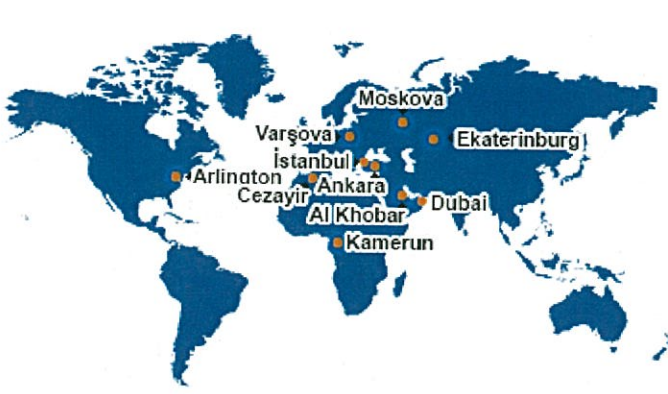 Moskova
Varşova
Ekaterinburg
İstanbul
Arlington
Ankara
Cezayir
Al Khobar
Dubai
Kamerun